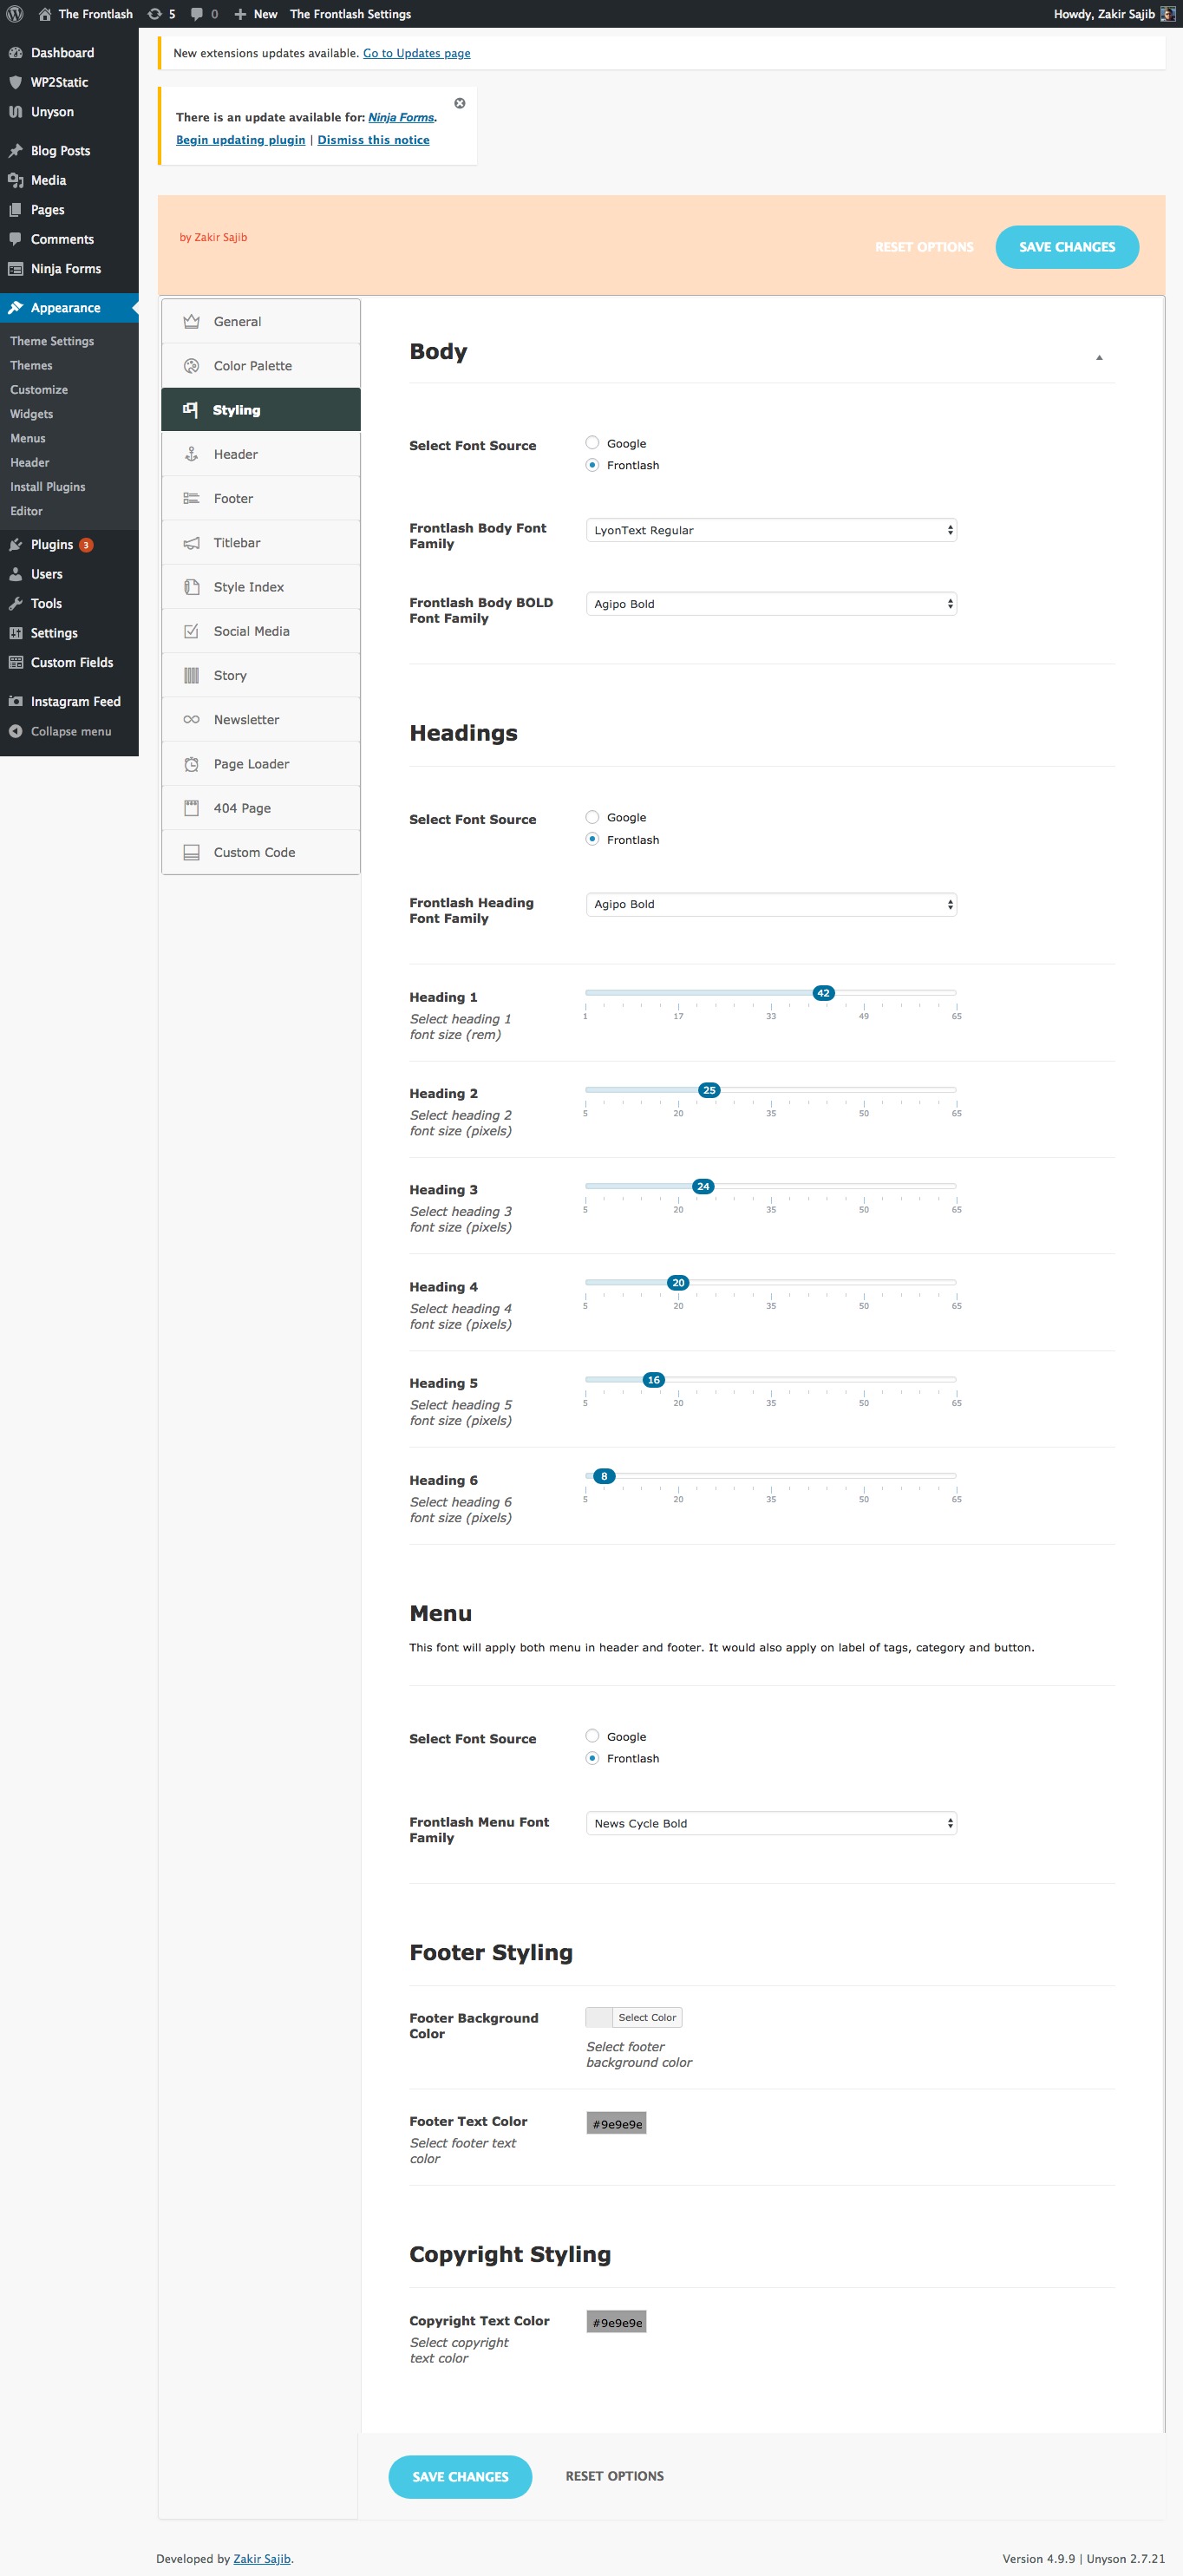 The Frontlash 5 0 New The Frontlash Settings Howdy, Zakir Sajib
Dashboard
WP2Static
Unyson
Blog Posts
Media
Pages
Comments
Ninja Forms
Appearance
Theme Settings
Themes
Customize
Widgets
Menus
Header
Install Plugins
Editor
Plugins 3
Users
Tools
Settings
Custom Fields
Instagram Feed
Collapse menu
New extensions updates available. Go to Updates page
There is an update available for: Ninja Forms.
Begin updating plugin | Dismiss this notice
by Zakir Sajib
RESET OPTIONS
SAVE CHANGES
General
Color Palette
Styling
Header
Footer
Titlebar
Style Index
Social Media
Story
Newsletter
Page Loader
404 Page
Custom Code
Body
Select Font Source
Google
Frontlash
Frontlash Body Font
Family
LyonText Regular
Frontlash Body BOLD
Font Family
Agipo Bold
Headings
Select Font Source
Google
Frontlash
Frontlash Heading
Font Family
Agipo Bold
Heading 1
Select heading 1
font size (rem)
42
1 17 33 49 65
Heading 2
Select heading 2
font size (pixels)
25
5 20 35 50 65
Heading 3
Select heading 3
font size (pixels)
24
5 20 35 50 65
Heading 4
Select heading 4
font size (pixels)
20
5 20 35 50 65
Heading 5
Select heading 5
font size (pixels)
16
5 20 35 50 65
Heading 6
Select heading 6
font size (pixels)
8
5 20 35 50 65
Menu
This font will apply both menu in header and footer. It would also apply on label of tags, category and button.
Select Font Source
Google
Frontlash
Frontlash Menu Font
Family
News Cycle Bold
Footer Styling
Footer Background
Color
Select Color
Select footer
background color
Footer Text Color
Select footer text
color
#9e9e9e
Copyright Styling
Copyright Text Color
Select copyright
text color
#9e9e9e
SAVE CHANGES
RESET OPTIONS
Developed by Zakir Sajib.
Version 4.9.9 | Unyson 2.7.21